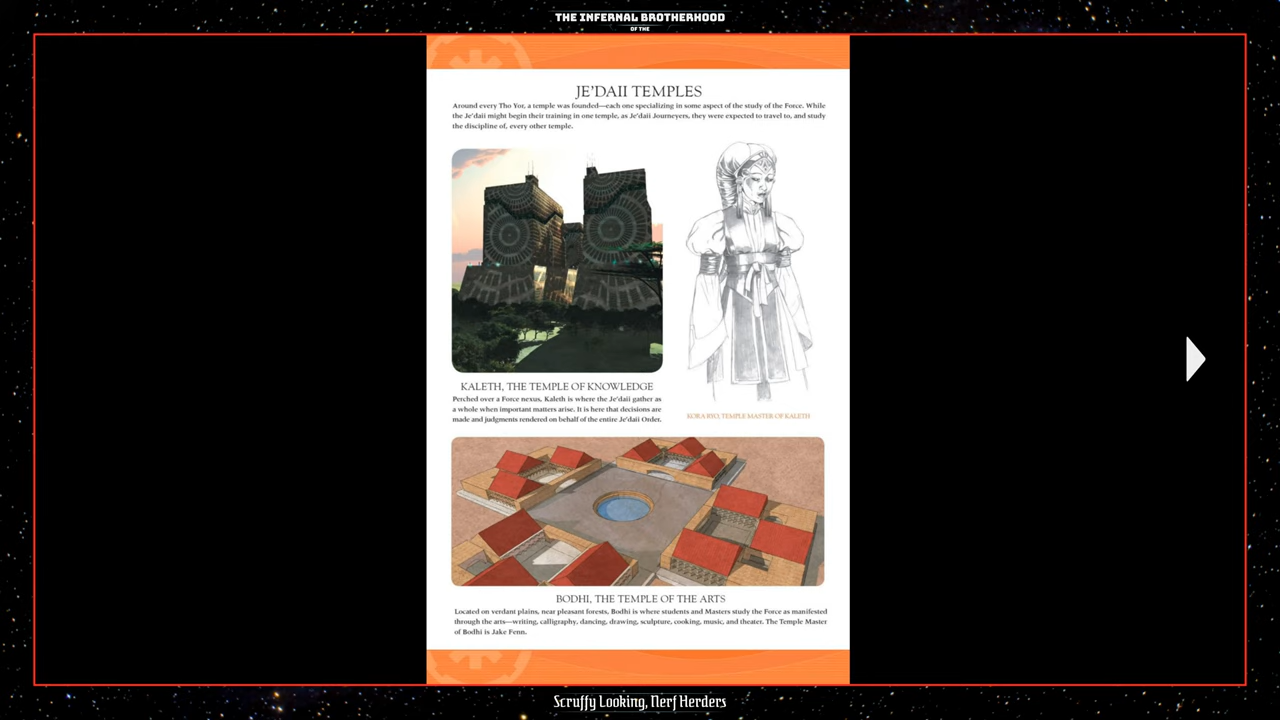 THE INFERNAL BROTHERHOOD
OF THE
JE'DAII TEMPLES
Around every Tho Yor, a temple was founded—each one specializing in some aspect of the study of the Force. While
the Je'daii might begin their training in one temple, as Je'daii Journeyers, they were expected to travel to, and study
the discipline of, every other temple.
KALETH, THE TEMPLE OF KNOWLEDGE
Perched over a Force nexus, Kaleth is where the Je'daii gather as
a whole when important matters arise. It is here that decisions are
made and judgments rendered on behalf of the entire Je'daii Order.
KORA RYO, TEMPLE MASTER OF KALETH
BODHI, THE TEMPLE OF THE ARTS
Located on verdant plains, near pleasant forests, Bodhi is where students and Masters study the Force as manifested
through the arts—writing, calligraphy, dancing, drawing, sculpture, cooking, music, and theater. The Temple Master
of Bodhi is Jake Fenn.
Scruffy Looking, Nerf Herders